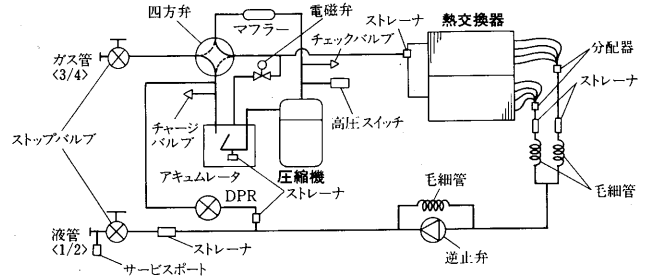 四方弁
マフラー
電磁弁
チェックバルブ
ストレーナ
熱交換器
分配器
ストレーナ
ガス管
<3/4>
チャージ
バルブ
高圧スイッチ
ストップバルブ
アキュムレータ
圧縮機
ストレーナ
毛細管
DPR
毛細管
液管
<1/2>
ストレーナ
逆止弁
サービスポート